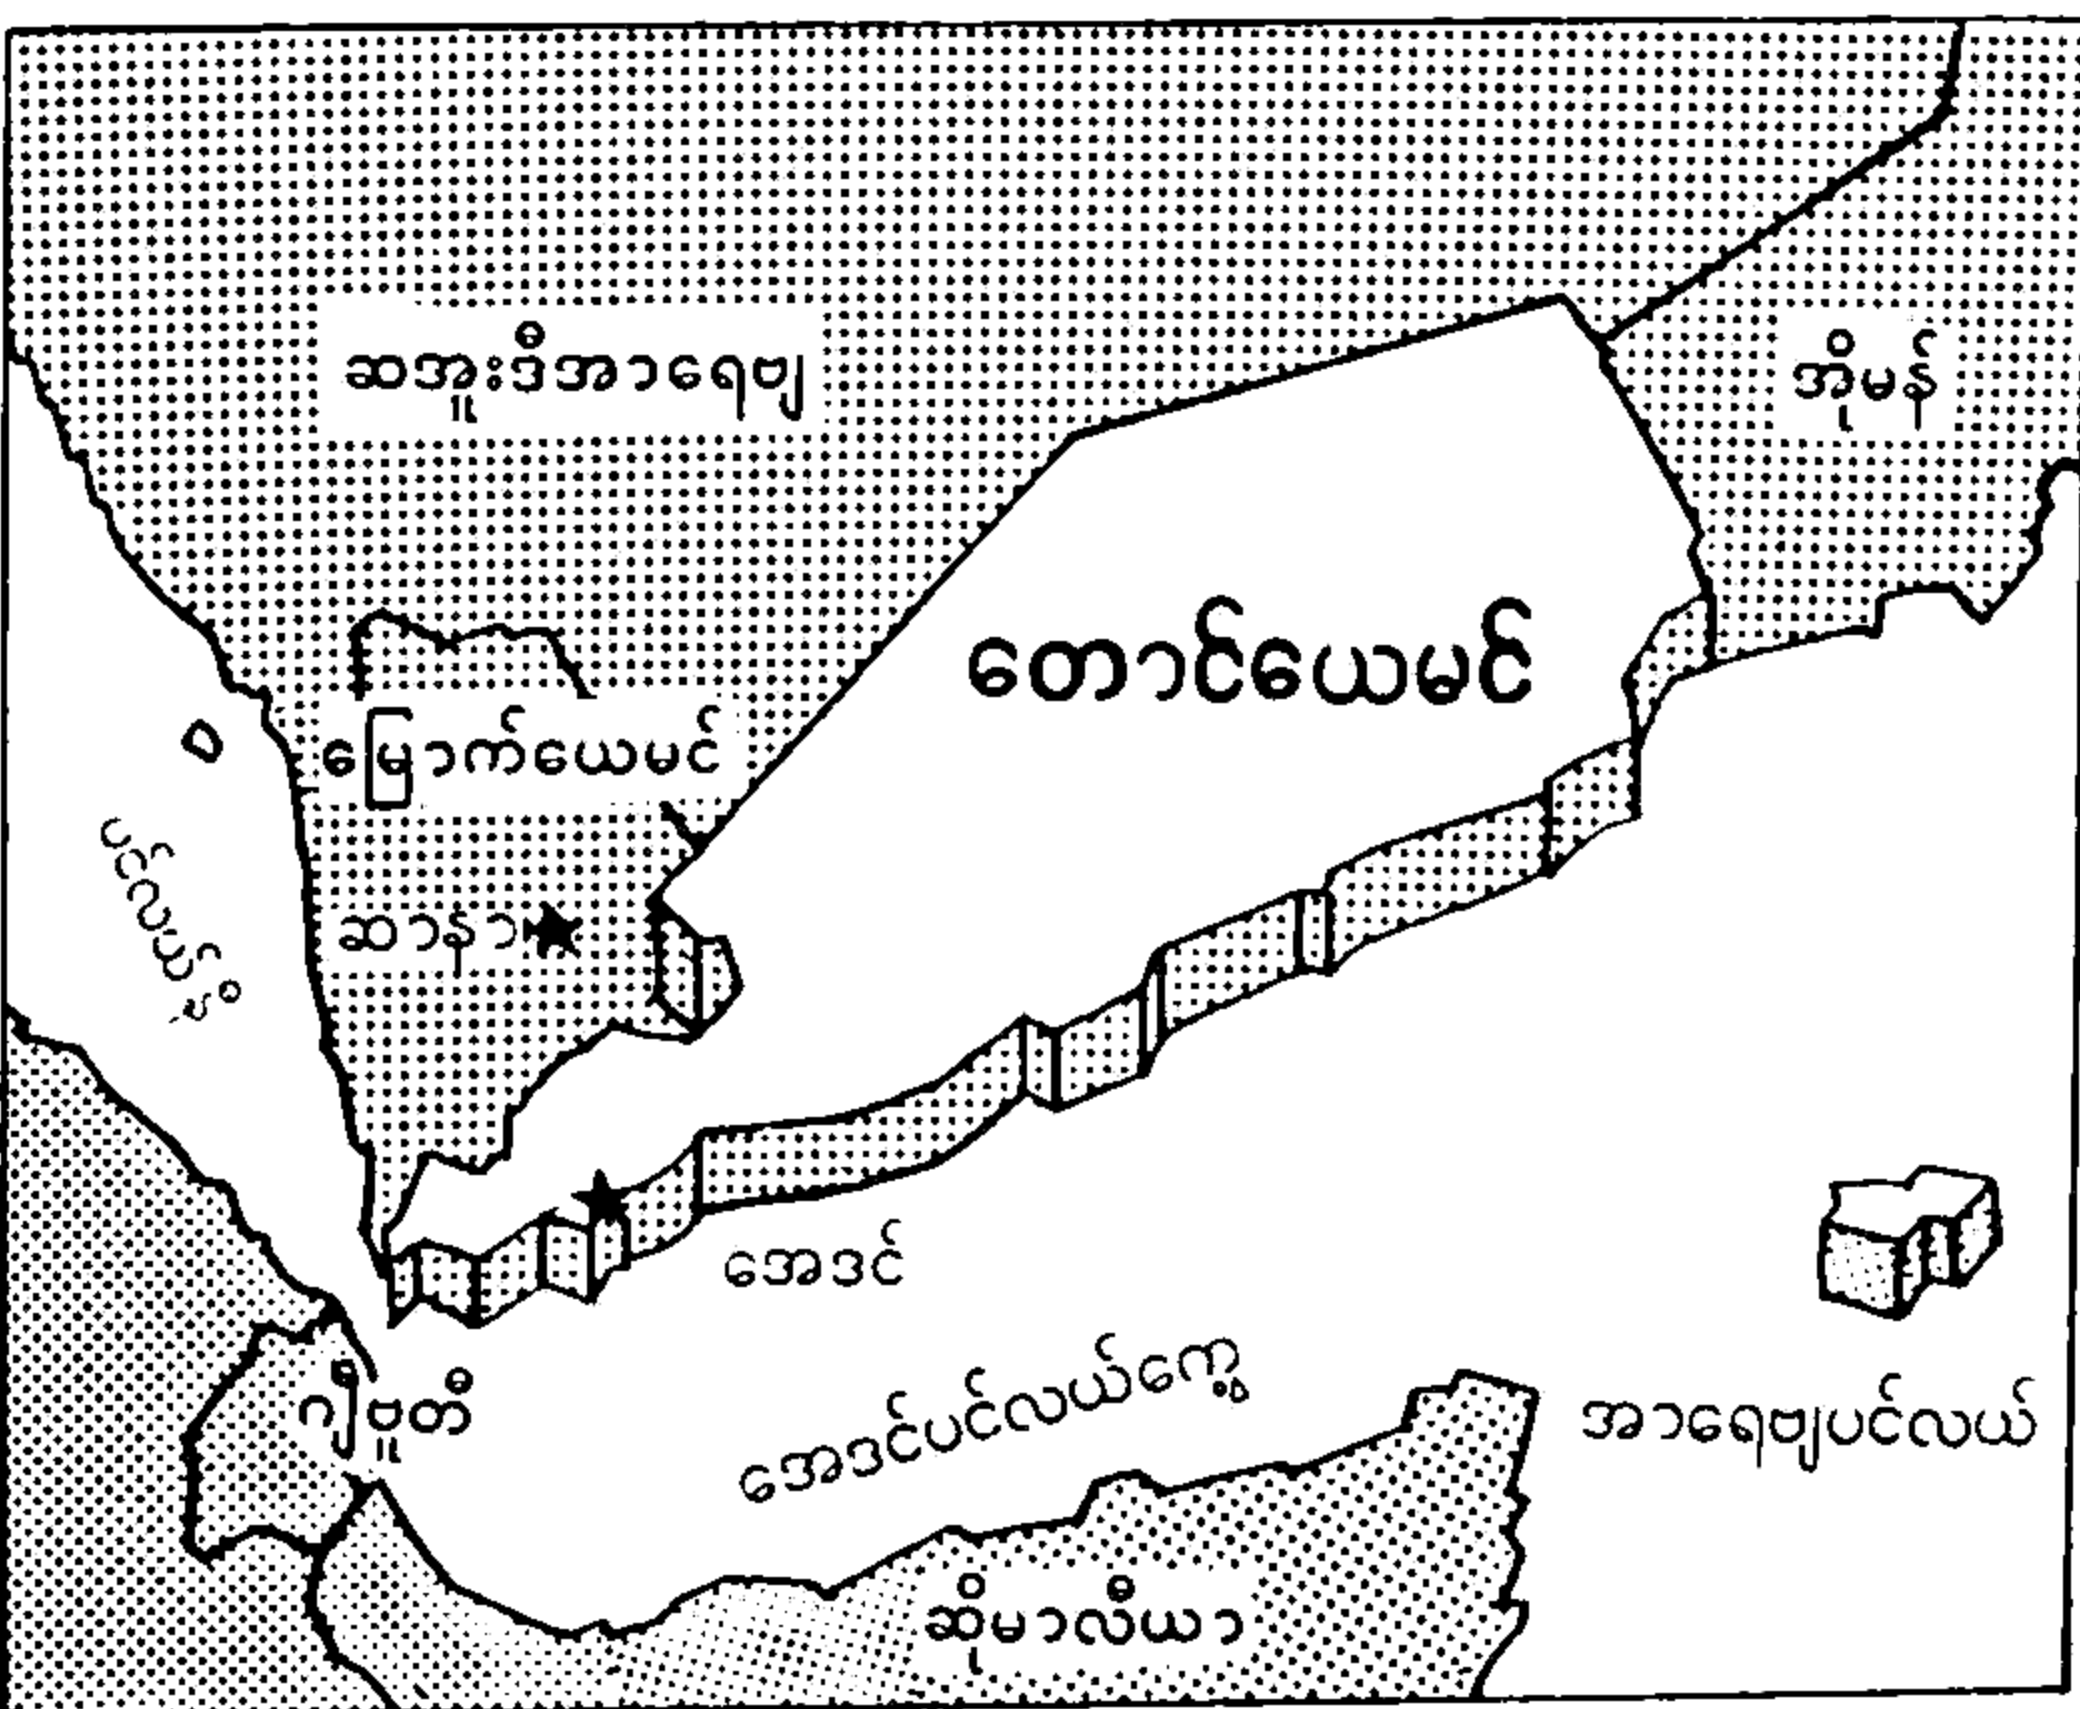 ဆအူးဒီအာရေဗျ
အိုမန်
တောင်ယေမင်
မြောက်ယေမင်
ပင်လယ်နီ
ဆာနာ
အေဒင်
ဂျီဗူတီ
အေဒင်ပင်လယ်ကွေ့
အာရေဗျပင်လယ်
ဆိုမာလီယာ